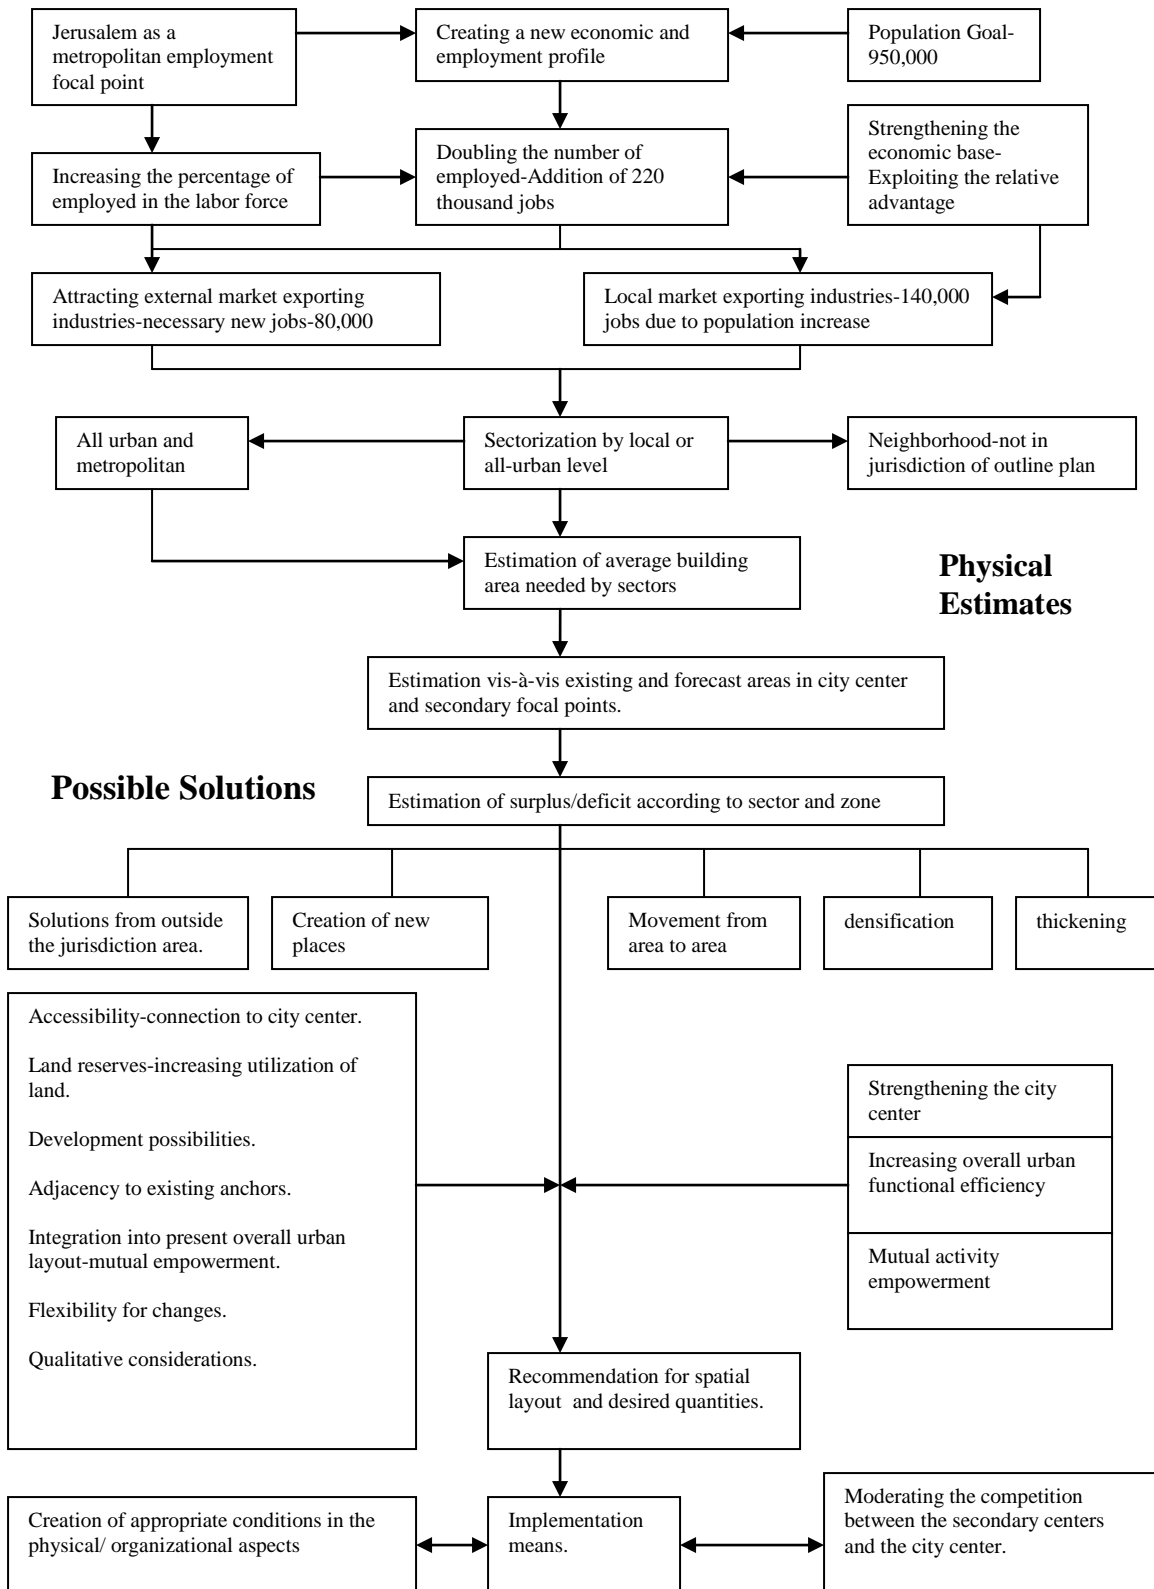 Jerusalem as a
metropolitan employment
focal point
Creating a new economic and
employment profile
Population Goal-
950,000
Increasing the percentage of
employed in the labor force
Doubling the number of
employed-Addition of 220
thousand jobs
Strengthening the
economic base-
Exploiting the relative
advantage
Attracting external market exporting
industries-necessary new jobs-80,000
Local market exporting industries-140,000
jobs due to population increase
All urban and
metropolitan
Sectorization by local or
all-urban level
Neighborhood-not in
jurisdiction of outline plan
Estimation of average building
area needed by sectors
Physical
Estimates
Estimation vis-à-vis existing and forecast areas in city center
and secondary focal points.
Possible Solutions
Estimation of surplus/deficit according to sector and zone
Solutions from outside
the jurisdiction area.
Creation of new
places
Movement from
area to area
densification
thickening
Accessibility-connection to city center.
Land reserves-increasing utilization of
land.
Development possibilities.
Adjacency to existing anchors.
Integration into present overall urban
layout-mutual empowerment.
Flexibility for changes.
Qualitative considerations.
Strengthening the city
center
Increasing overall urban
functional efficiency
Mutual activity
empowerment
Recommendation for spatial
layout  and desired quantities.
Creation of appropriate conditions in the
physical/ organizational aspects
Implementation
means.
Moderating the competition
between the secondary centers
and the city center.